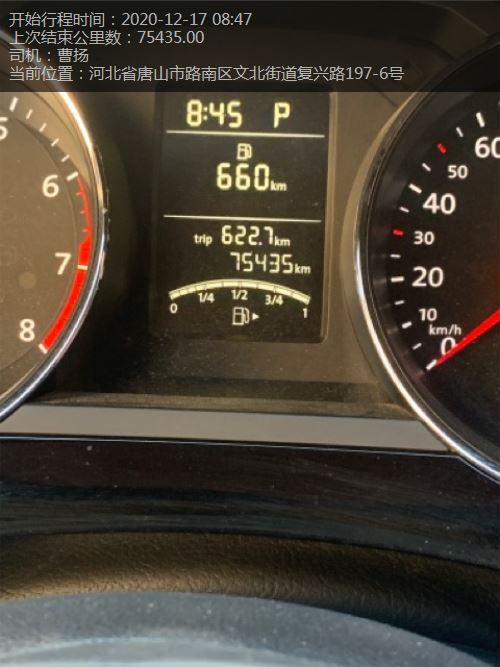 开始行程时间：2020-12-17 08:47
上次结束公里数：75435.00
司机：曹扬
当前位置：河北省唐山市路南区文北街道复兴路197-6号
8:45 P
660km
trip 622.7km
75435km
0 1/4 1/2 3/4 1
5
6
7
8
60
50
40
30
20
10
km/h
0